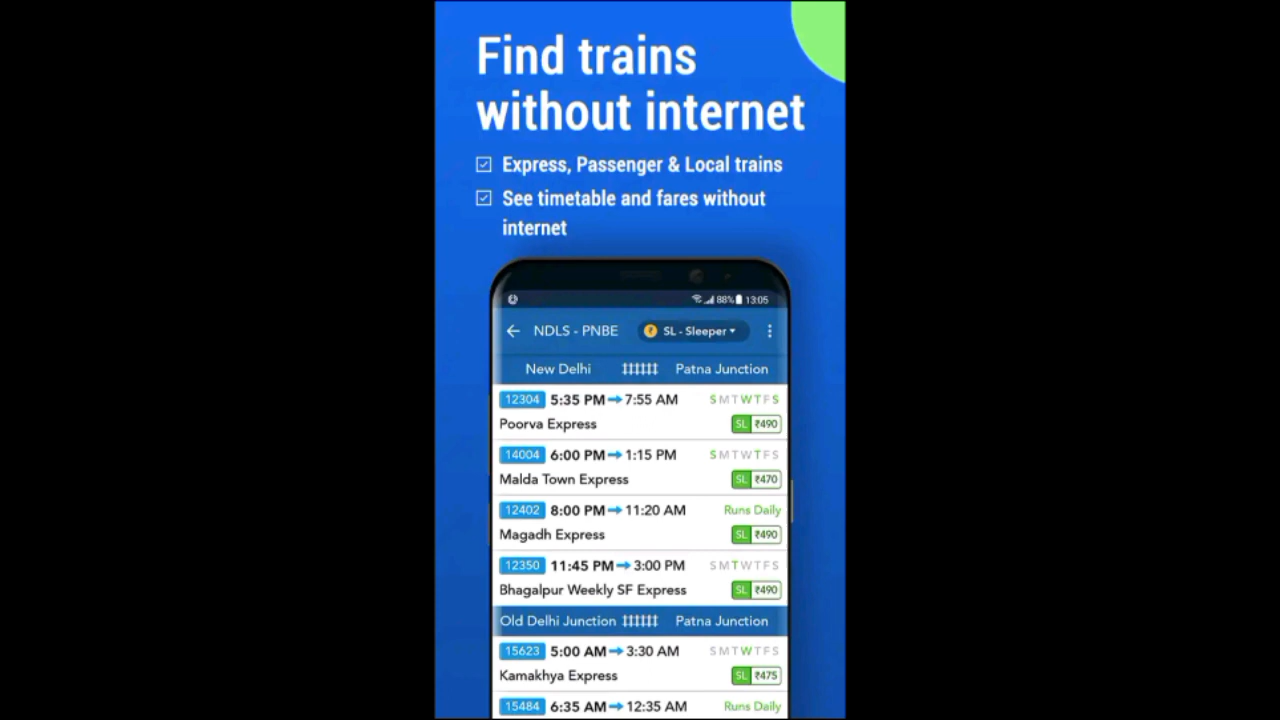 Find trains
without internet
Express, Passenger & Local trains
See timetable and fares without
internet
88% 13:05
NDLS - PNBE SL - Sleeper
New Delhi Patna Junction
12304 5:35 PM → 7:55 AM S M T W T F S
Poorva Express SL ₹490
14004 6:00 PM → 1:15 PM S M T W T F S
Malda Town Express SL ₹470
12402 8:00 PM → 11:20 AM Runs Daily
Magadh Express SL ₹490
12350 11:45 PM → 3:00 PM S M T W T F S
Bhagalpur Weekly SF Express SL ₹490
Old Delhi Junction Patna Junction
15623 5:00 AM → 3:30 AM S M T W T F S
Kamakhya Express SL ₹475
15484 6:35 AM → 12:35 AM Runs Daily